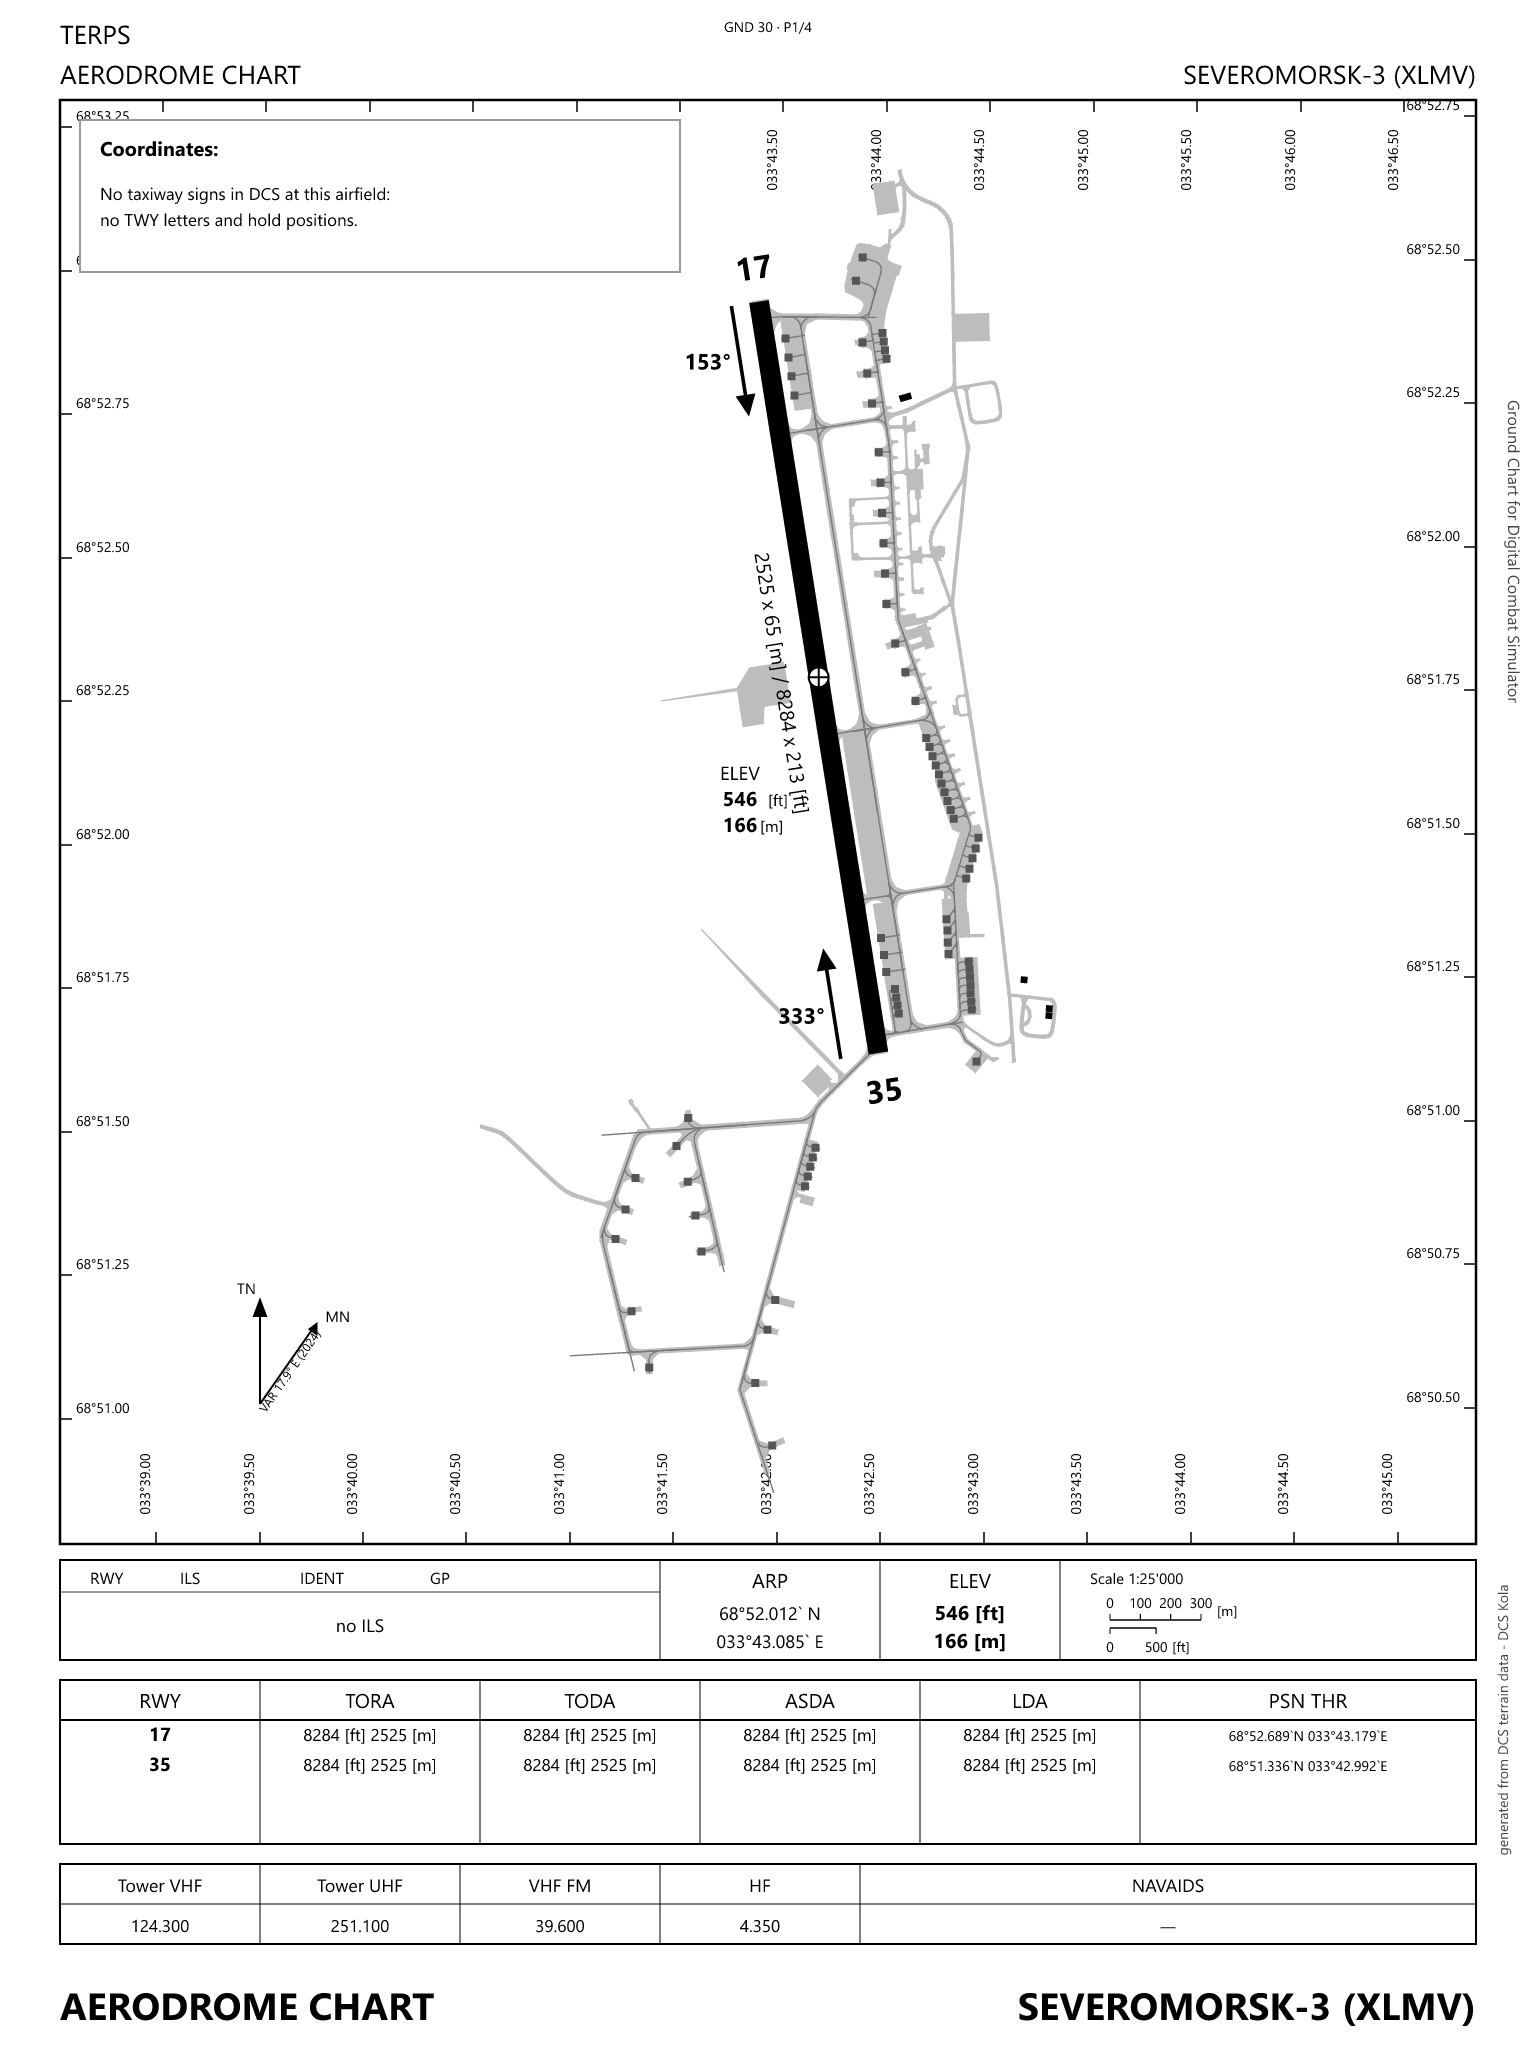 GND 30 · P1/4
TERPS
AERODROME CHART
SEVEROMORSK-3 (XLMV)
68°53.25
68°52.75
Coordinates:
No taxiway signs in DCS at this airfield:
no TWY letters and hold positions.
033°43.50
033°44.00
033°44.50
033°45.00
033°45.50
033°46.00
033°46.50
68°52.50
17
153°
68°52.75
68°52.25
68°52.50
68°52.00
2525 x 65 [m] / 8284 x 213 [ft]
68°52.25
68°51.75
ELEV
546 [ft]
166 [m]
68°52.00
68°51.50
68°51.75
68°51.25
333°
35
68°51.50
68°51.00
68°51.25
68°50.75
TN
MN
VAR 17.9° E (2024)
68°51.00
68°50.50
033°39.00
033°39.50
033°40.00
033°40.50
033°41.00
033°41.50
033°42.00
033°42.50
033°43.00
033°43.50
033°44.00
033°44.50
033°45.00
Ground Chart for Digital Combat Simulator
RWY ILS IDENT GP
no ILS
ARP
68°52.012` N
033°43.085` E
ELEV
546 [ft]
166 [m]
Scale 1:25'000
0 100 200 300 [m]
0 500 [ft]
RWY TORA TODA ASDA LDA PSN THR
17 8284 [ft] 2525 [m] 8284 [ft] 2525 [m] 8284 [ft] 2525 [m] 8284 [ft] 2525 [m] 68°52.689`N 033°43.179`E
35 8284 [ft] 2525 [m] 8284 [ft] 2525 [m] 8284 [ft] 2525 [m] 8284 [ft] 2525 [m] 68°51.336`N 033°42.992`E
generated from DCS terrain data - DCS Kola
Tower VHF Tower UHF VHF FM HF NAVAIDS
124.300 251.100 39.600 4.350 —
AERODROME CHART
SEVEROMORSK-3 (XLMV)